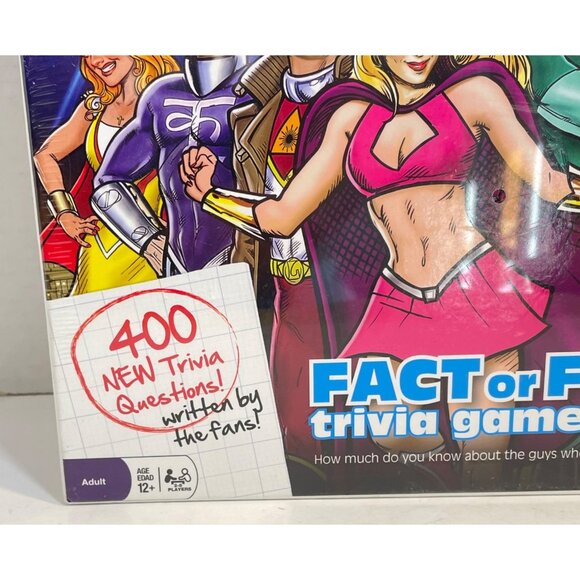 400
NEW Trivia
Questions!
written by
the fans!
FACT or F
trivia game
How much do you know about the guys wh
Adult
AGE
EDAD
12+
PLAYERS